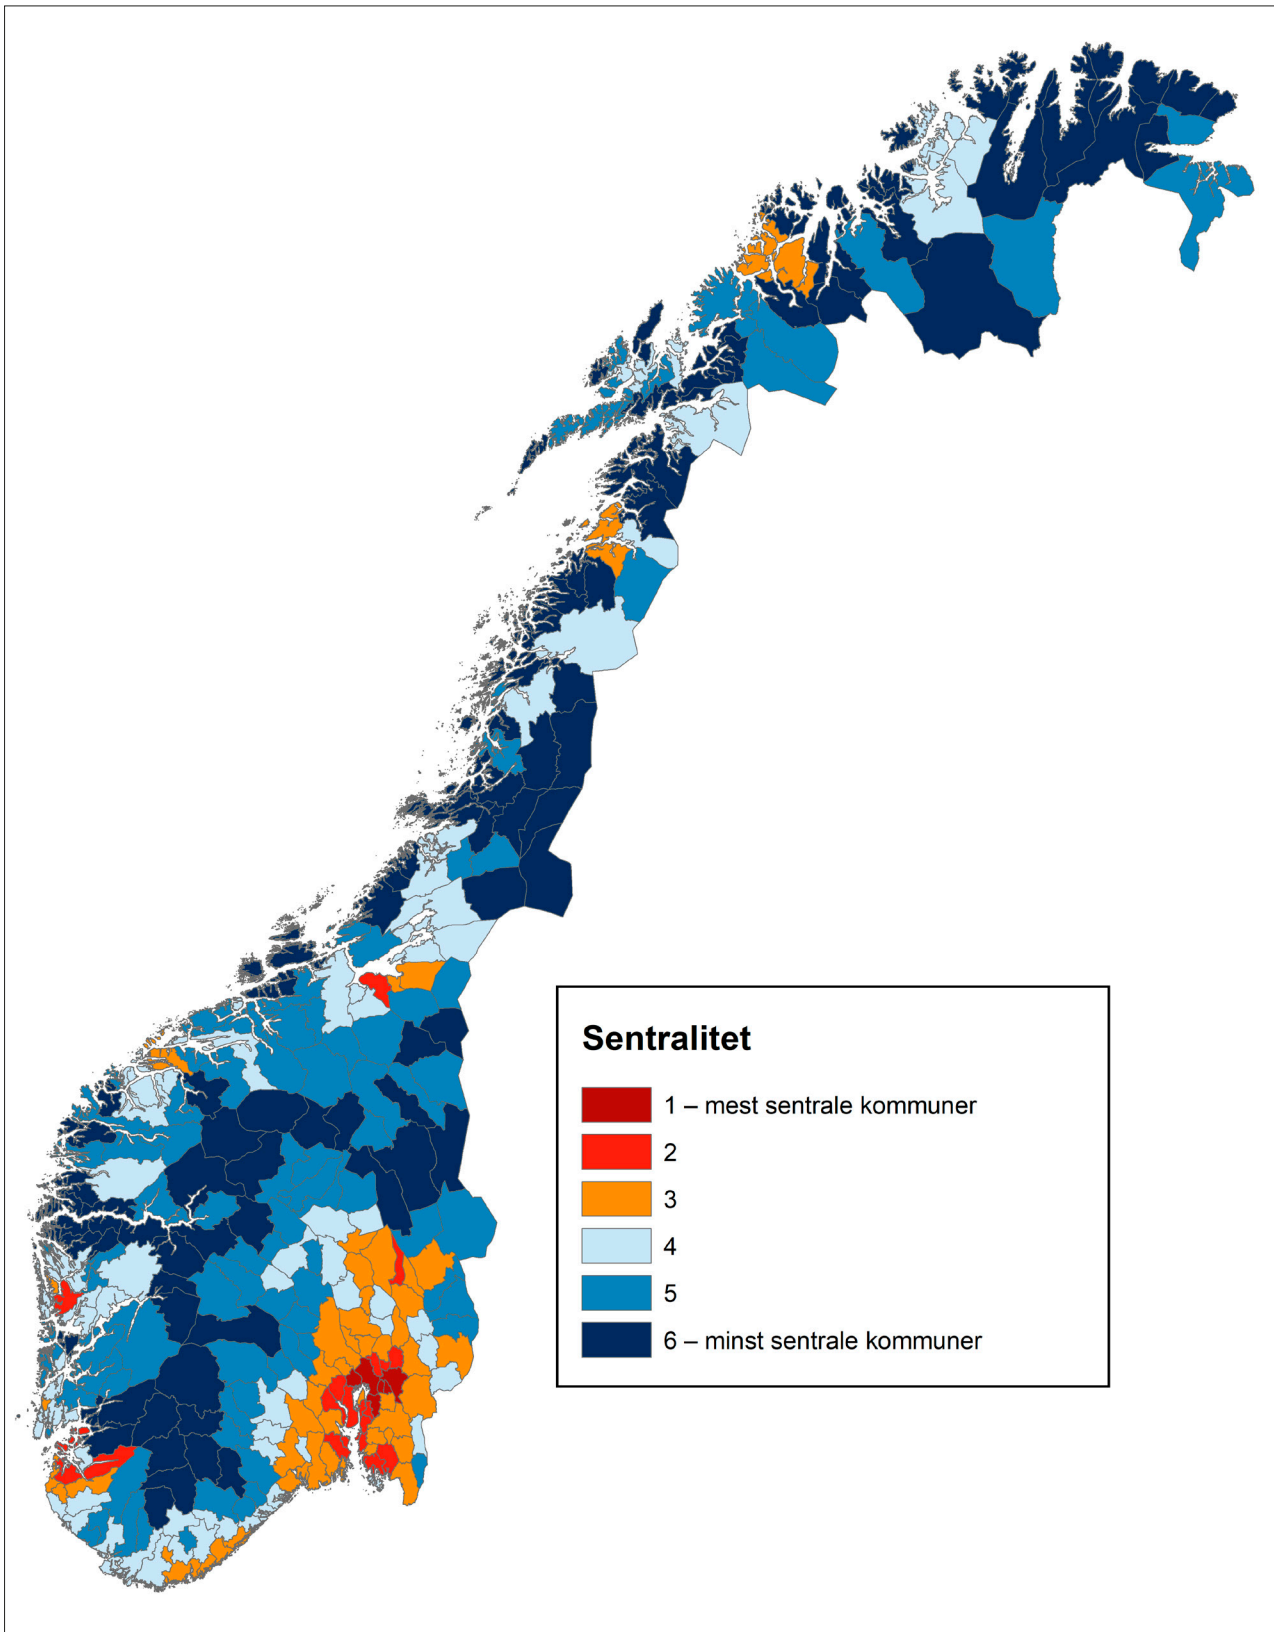 Sentralitet
1 – mest sentrale kommuner
2
3
4
5
6 – minst sentrale kommuner